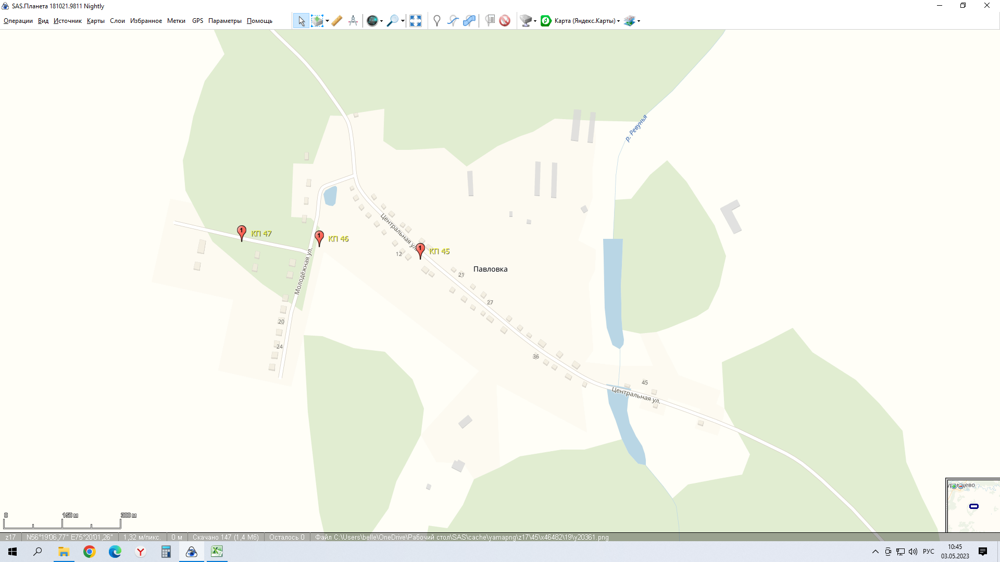 SAS.Планета 181021.9811 Nightly
Операции Вид Источник Карты Слои Избранное Метки GPS Параметры Помощь
Карта (Яндекс.Карты)
р. Ревунья
Центральная ул.
1 КП 47
1 КП 46
1 КП 45
12
Павловка
21
Молодёжная ул.
27
20
24
36
45
Центральная ул.
0 150 м 300 м
z17 N56°19'06,77" E75°20'01,26" 1,32 м/пикс. 0 м Скачано 147 (1,4 Мб) Осталось 0 Файл C:\Users\belle\OneDrive\Рабочий стол\SAS\cache\yamapng\z17\45\x46482\19\y20361.png
РУС
10:45
03.05.2023